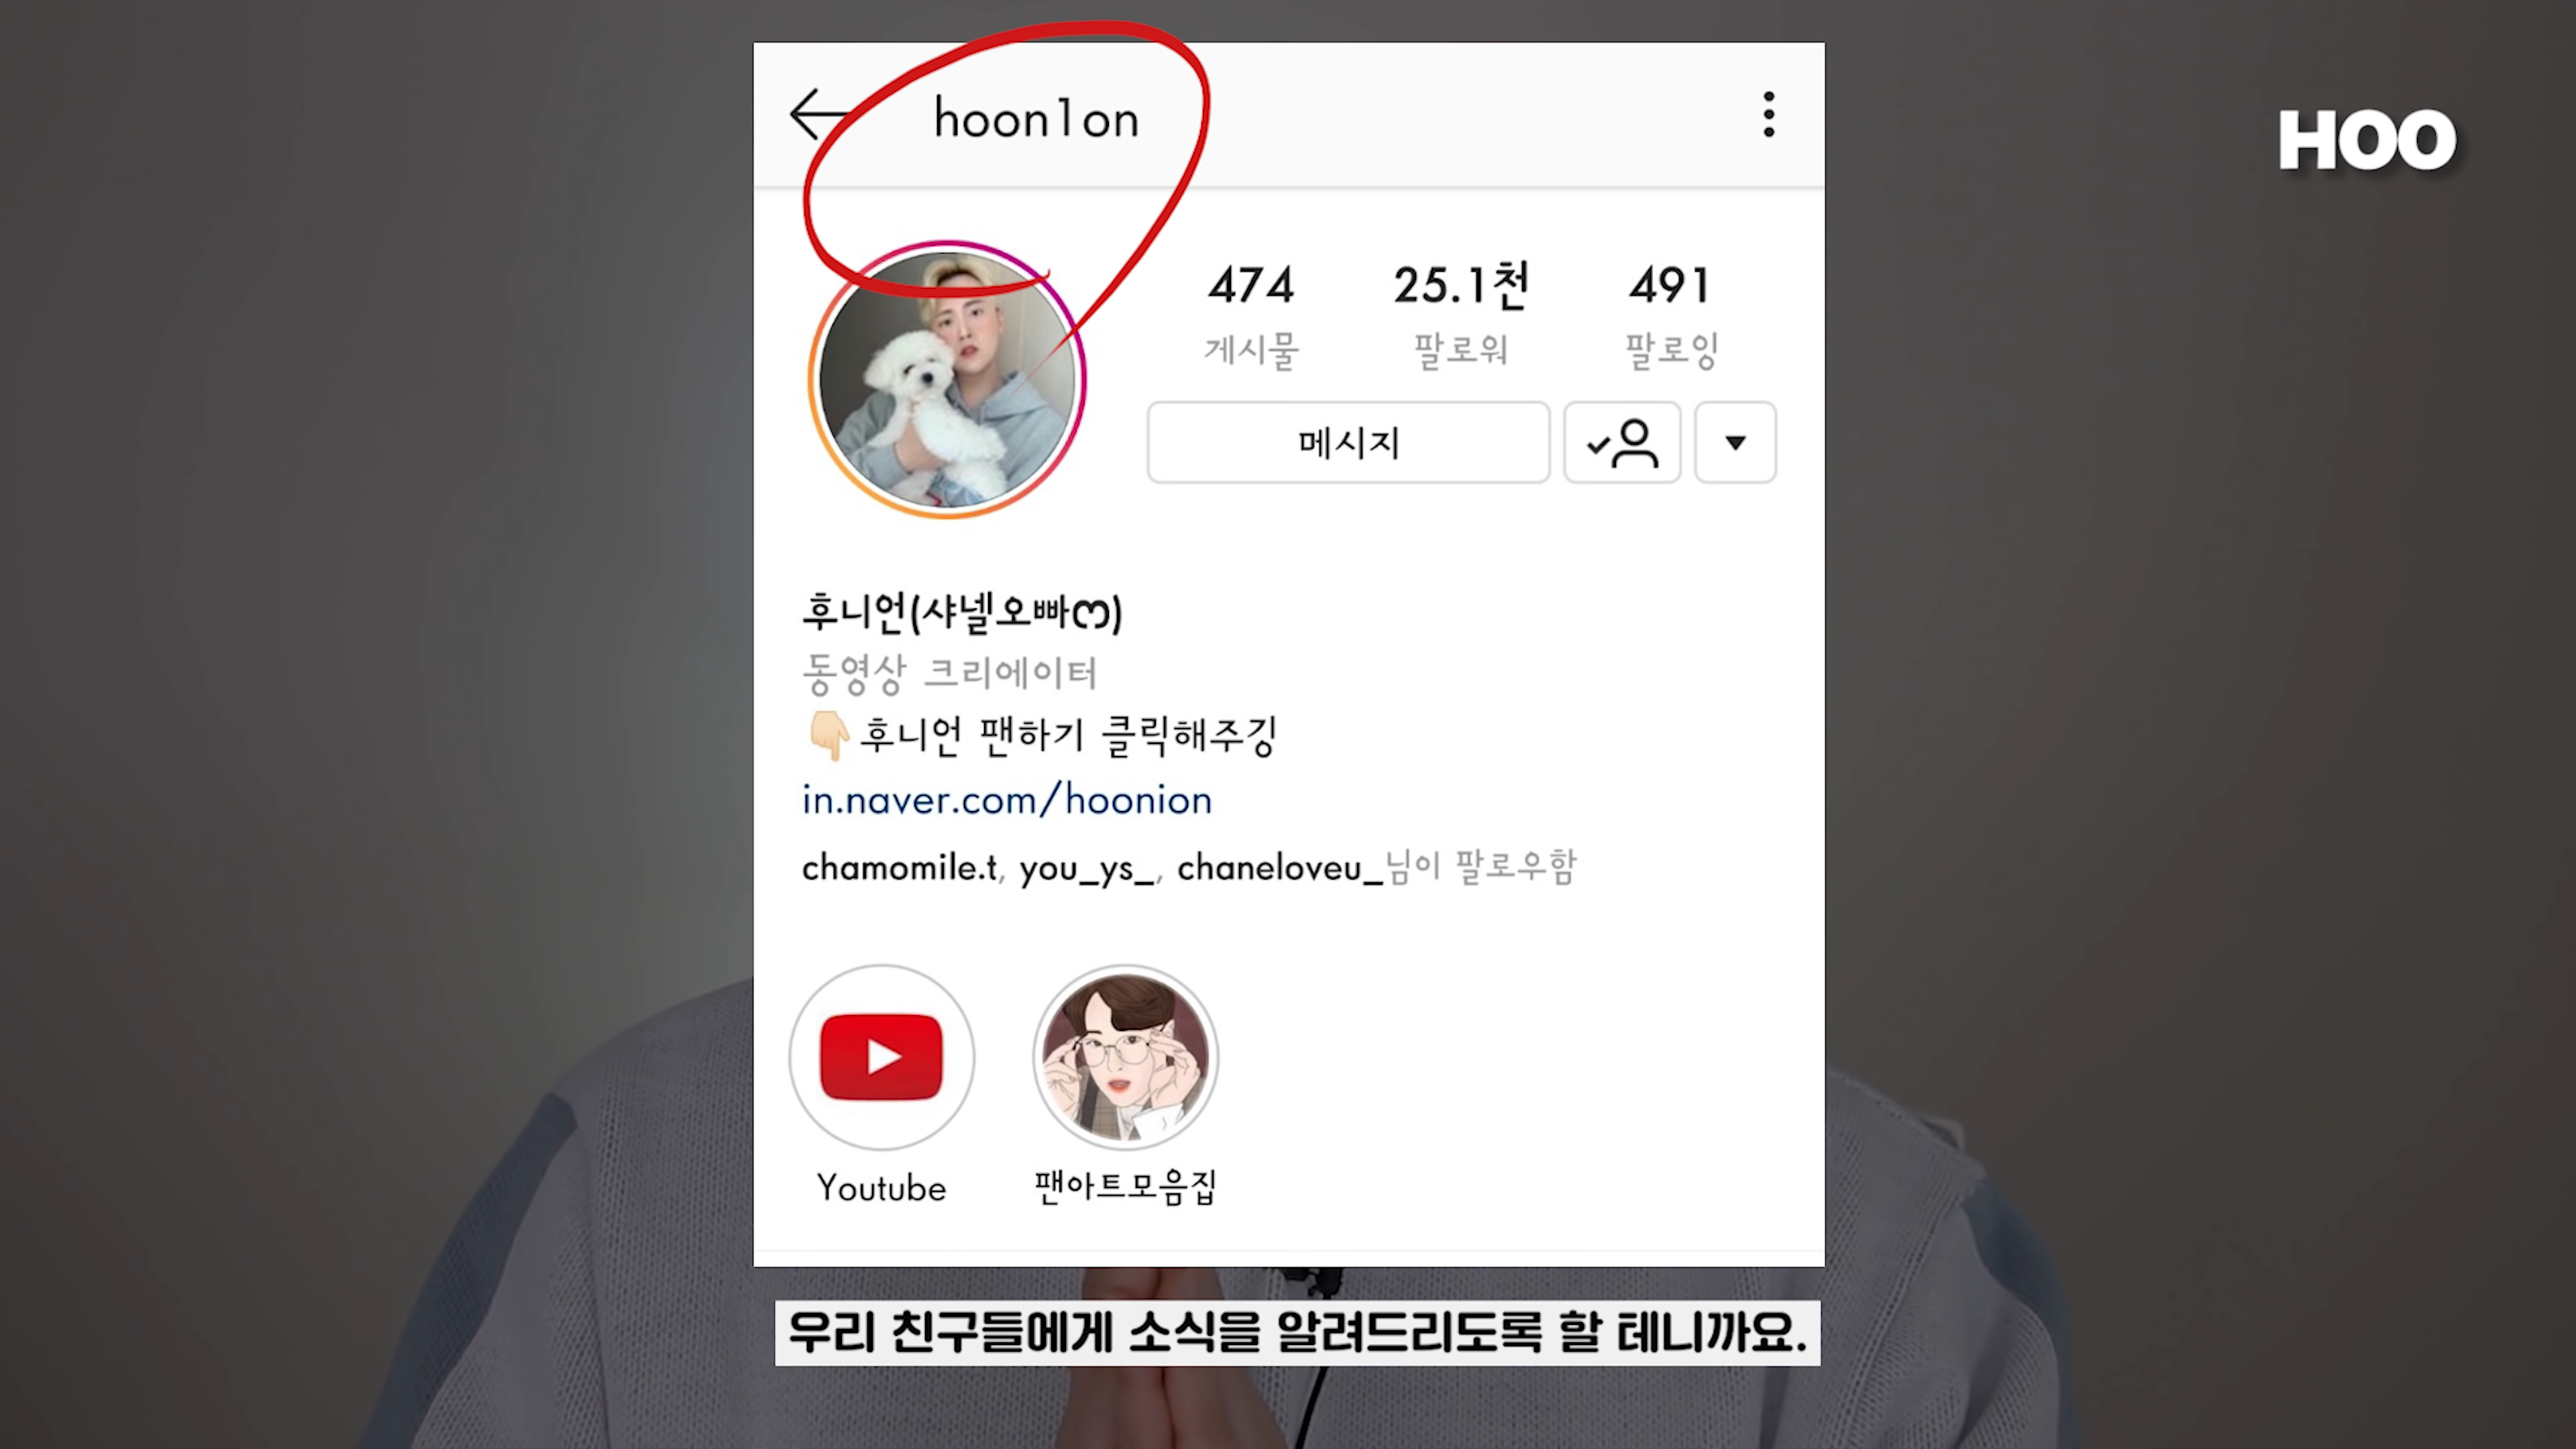 hoon1on
HOO
474 25.1천 491
게시물 팔로워 팔로잉
메시지
후니언(샤넬오빠ෆ)
동영상 크리에이터
👇🏻후니언 팬하기 클릭해주깅
in.naver.com/hoonion
chamomile.t, you_ys_, chaneloveu_님이 팔로우함
Youtube 팬아트모음집
우리 친구들에게 소식을 알려드리도록 할 테니까요.